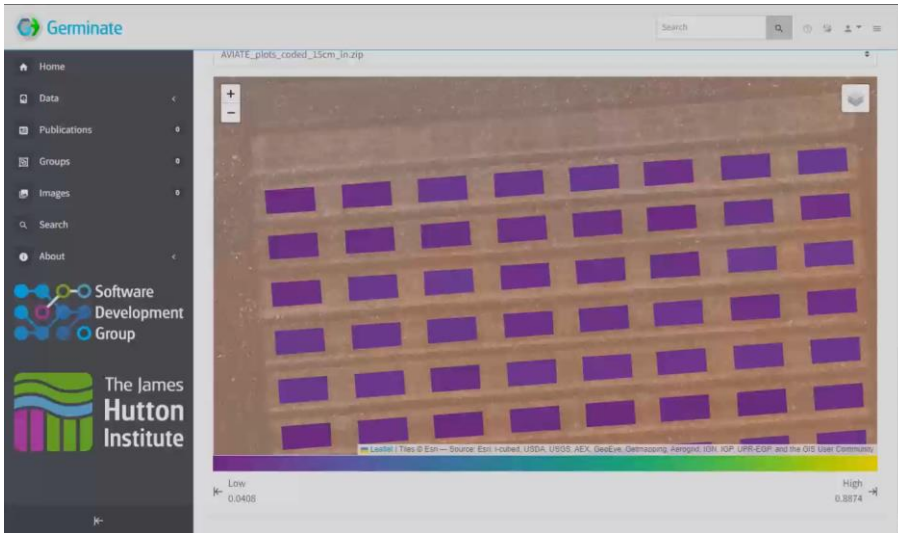 Germinate
Search
AVIATE_plots_coded_15cm_ln.zip
Home
Data
Publications 0
Groups 0
Images 0
Search
About
Software
Development
Group
The James
Hutton
Institute
+
−
Leaflet | Tiles © Esri — Source: Esri, i-cubed, USDA, USGS, AEX, GeoEye, Getmapping, Aerogrid, IGN, IGP, UPR-EGP, and the GIS User Community
Low
0.0408
High
0.8874